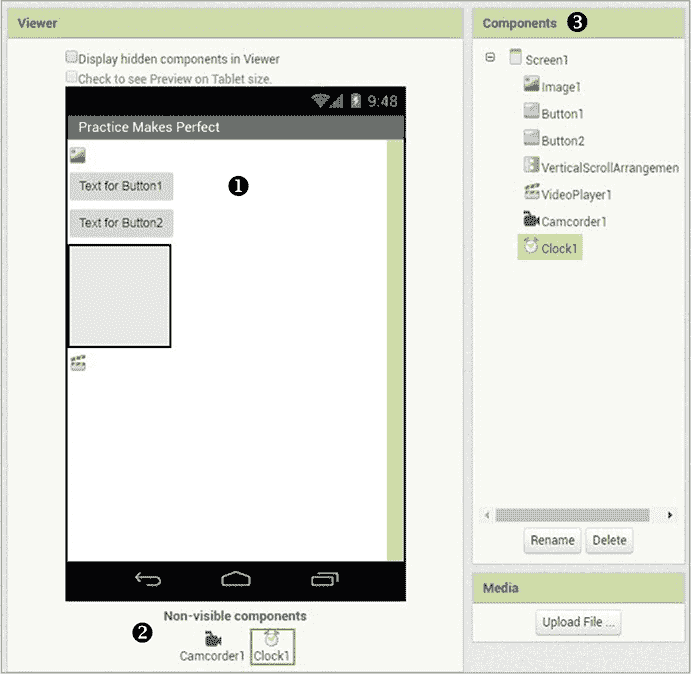 Viewer
Display hidden components in Viewer
Check to see Preview on Tablet size.
9:48
Practice Makes Perfect
Text for Button1
❶
Text for Button2
❷
Non-visible components
Camcorder1
Clock1
Components ❸
Screen1
Image1
Button1
Button2
VerticalScrollArrangemen
VideoPlayer1
Camcorder1
Clock1
Rename
Delete
Media
Upload File ...